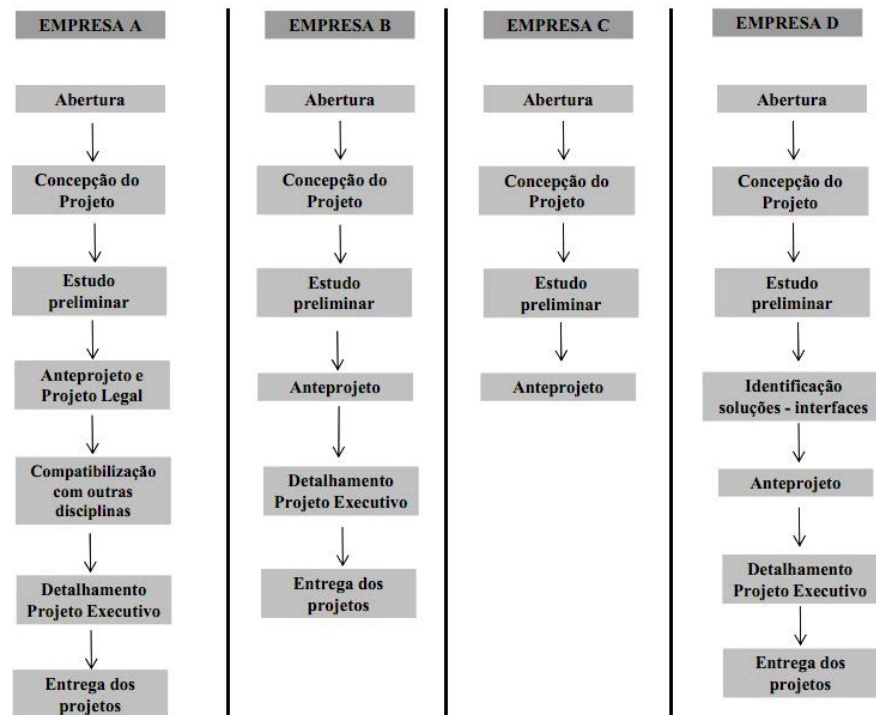 EMPRESA A
Abertura
Concepção do
Projeto
Estudo
preliminar
Anteprojeto e
Projeto Legal
Compatibilização
com outras
disciplinas
Detalhamento
Projeto Executivo
Entrega dos
projetos
EMPRESA B
Abertura
Concepção do
Projeto
Estudo
preliminar
Anteprojeto
Detalhamento
Projeto Executivo
Entrega dos
projetos
EMPRESA C
Abertura
Concepção do
Projeto
Estudo
preliminar
Anteprojeto
EMPRESA D
Abertura
Concepção do
Projeto
Estudo
preliminar
Identificação
soluções - interfaces
Anteprojeto
Detalhamento
Projeto Executivo
Entrega dos
projetos